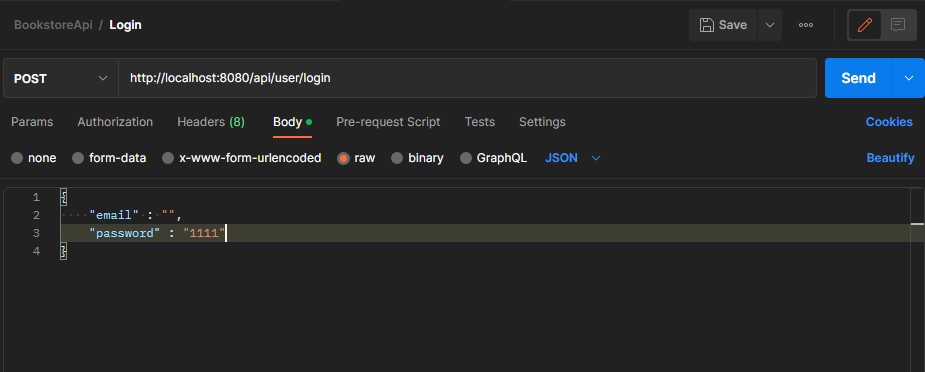 BookstoreApi / Login Save
POST http://localhost:8080/api/user/login Send
Params Authorization Headers (8) Body Pre-request Script Tests Settings Cookies
none form-data x-www-form-urlencoded raw binary GraphQL JSON Beautify
1 {
2 "email" : "",
3 "password" : "1111"
4 }